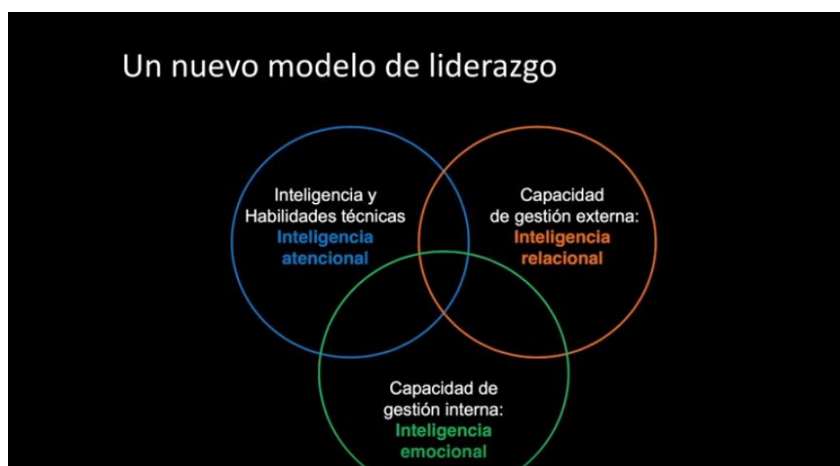 Un nuevo modelo de liderazgo
Inteligencia y
Habilidades técnicas
Inteligencia
atencional
Capacidad
de gestión externa:
Inteligencia
relacional
Capacidad de
gestión interna:
Inteligencia
emocional